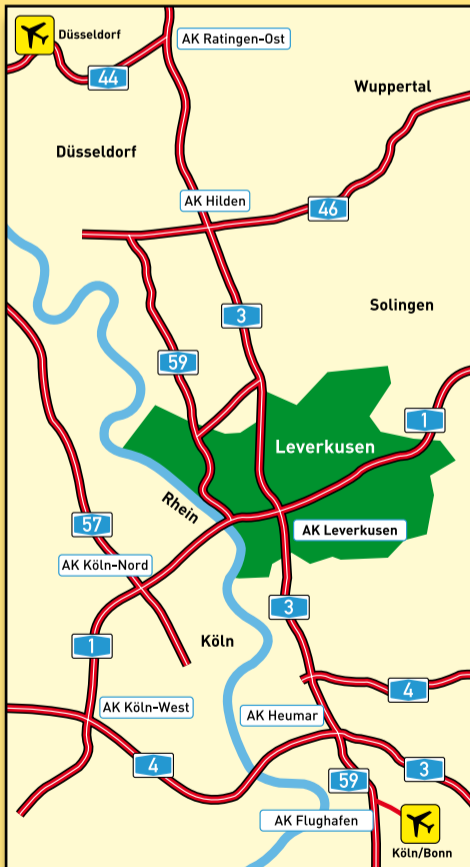 Düsseldorf
AK Ratingen-Ost
44
Wuppertal
Düsseldorf
AK Hilden
46
Solingen
3
59
1
Leverkusen
Rhein
57
AK Leverkusen
AK Köln-Nord
3
1
Köln
4
AK Köln-West
AK Heumar
4
3
59
AK Flughafen
Köln/Bonn